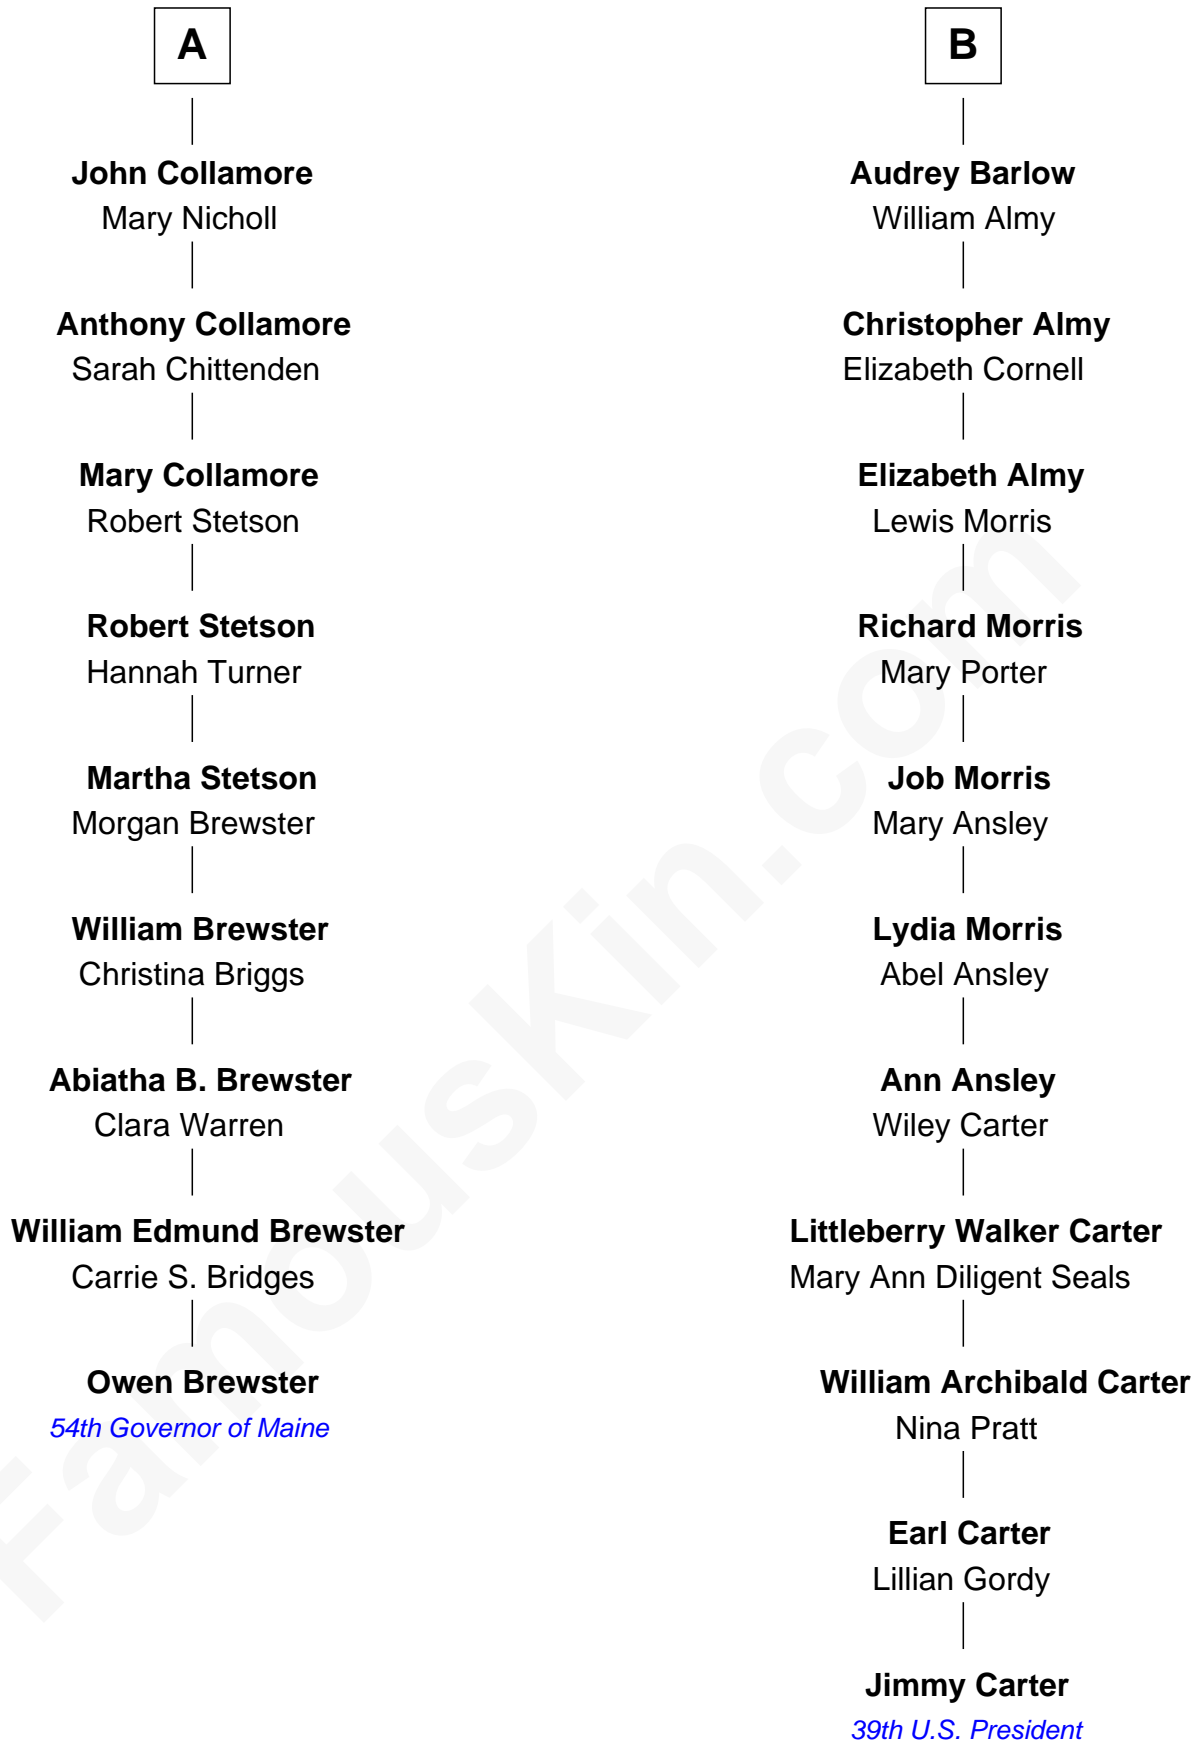 A
John Collamore
Mary Nicholl
Anthony Collamore
Sarah Chittenden
Mary Collamore
Robert Stetson
Robert Stetson
Hannah Turner
Martha Stetson
Morgan Brewster
William Brewster
Christina Briggs
Abiatha B. Brewster
Clara Warren
William Edmund Brewster
Carrie S. Bridges
Owen Brewster
54th Governor of Maine
B
Audrey Barlow
William Almy
Christopher Almy
Elizabeth Cornell
Elizabeth Almy
Lewis Morris
Richard Morris
Mary Porter
Job Morris
Mary Ansley
Lydia Morris
Abel Ansley
Ann Ansley
Wiley Carter
Littleberry Walker Carter
Mary Ann Diligent Seals
William Archibald Carter
Nina Pratt
Earl Carter
Lillian Gordy
Jimmy Carter
39th U.S. President
FamousKin.com